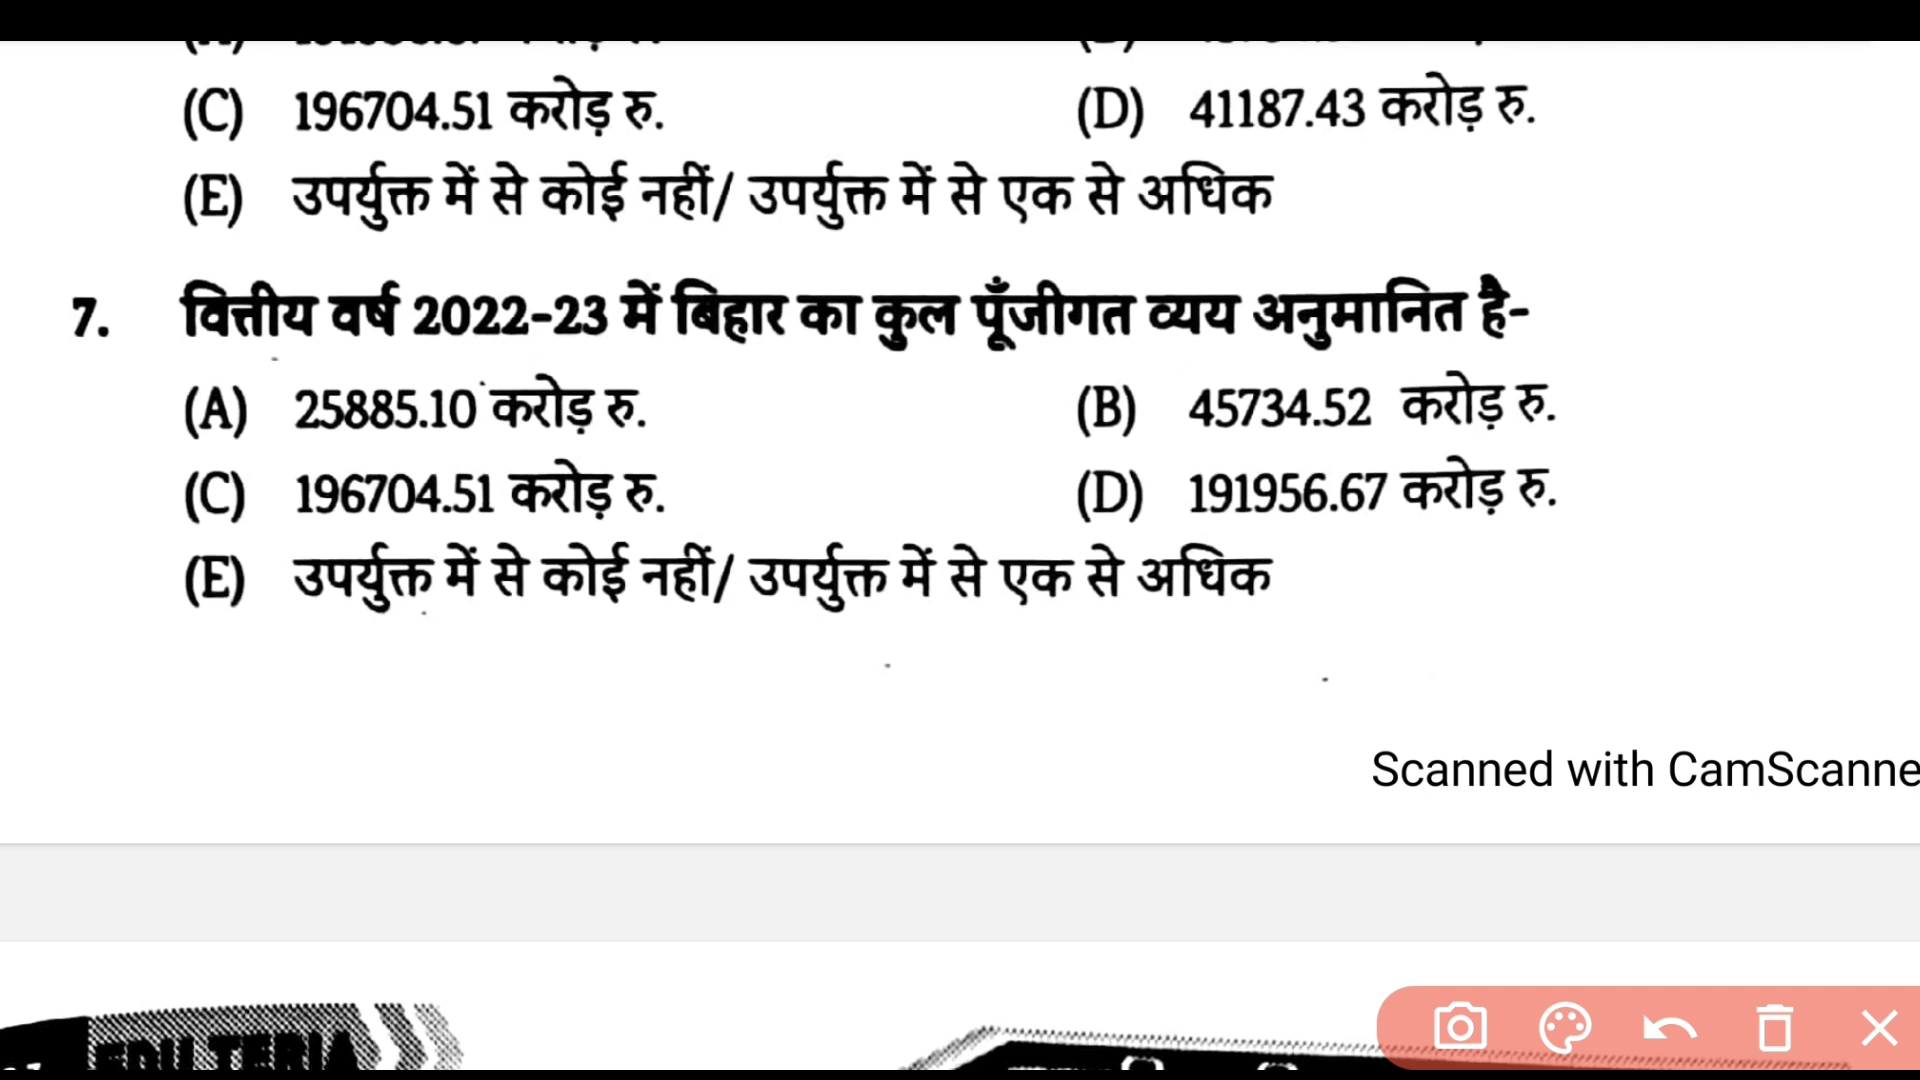 (C) 196704.51 करोड़ रु. (D) 41187.43 करोड़ रु.
(E) उपर्युक्त में से कोई नहीं/ उपर्युक्त में से एक से अधिक
7. वित्तीय वर्ष 2022-23 में बिहार का कुल पूँजीगत व्यय अनुमानित है-
(A) 25885.10 करोड़ रु. (B) 45734.52 करोड़ रु.
(C) 196704.51 करोड़ रु. (D) 191956.67 करोड़ रु.
(E) उपर्युक्त में से कोई नहीं/ उपर्युक्त में से एक से अधिक
Scanned with CamScanne
EDUTERIA